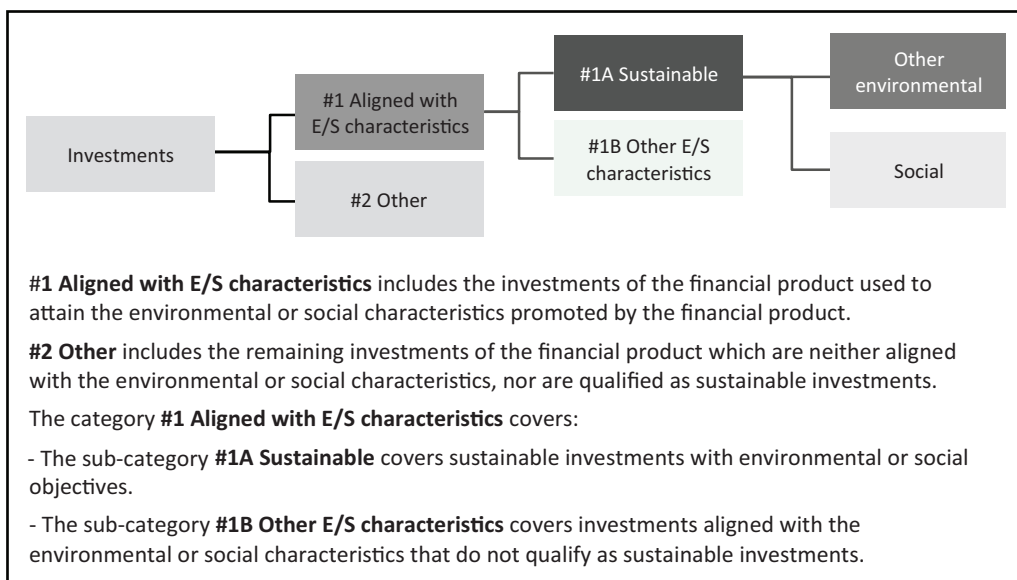 Investments
#1 Aligned with
E/S characteristics
#2 Other
#1A Sustainable
#1B Other E/S
characteristics
Other
environmental
Social
#1 Aligned with E/S characteristics includes the investments of the financial product used to
attain the environmental or social characteristics promoted by the financial product.
#2 Other includes the remaining investments of the financial product which are neither aligned
with the environmental or social characteristics, nor are qualified as sustainable investments.
The category #1 Aligned with E/S characteristics covers:
- The sub-category #1A Sustainable covers sustainable investments with environmental or social
objectives.
- The sub-category #1B Other E/S characteristics covers investments aligned with the
environmental or social characteristics that do not qualify as sustainable investments.